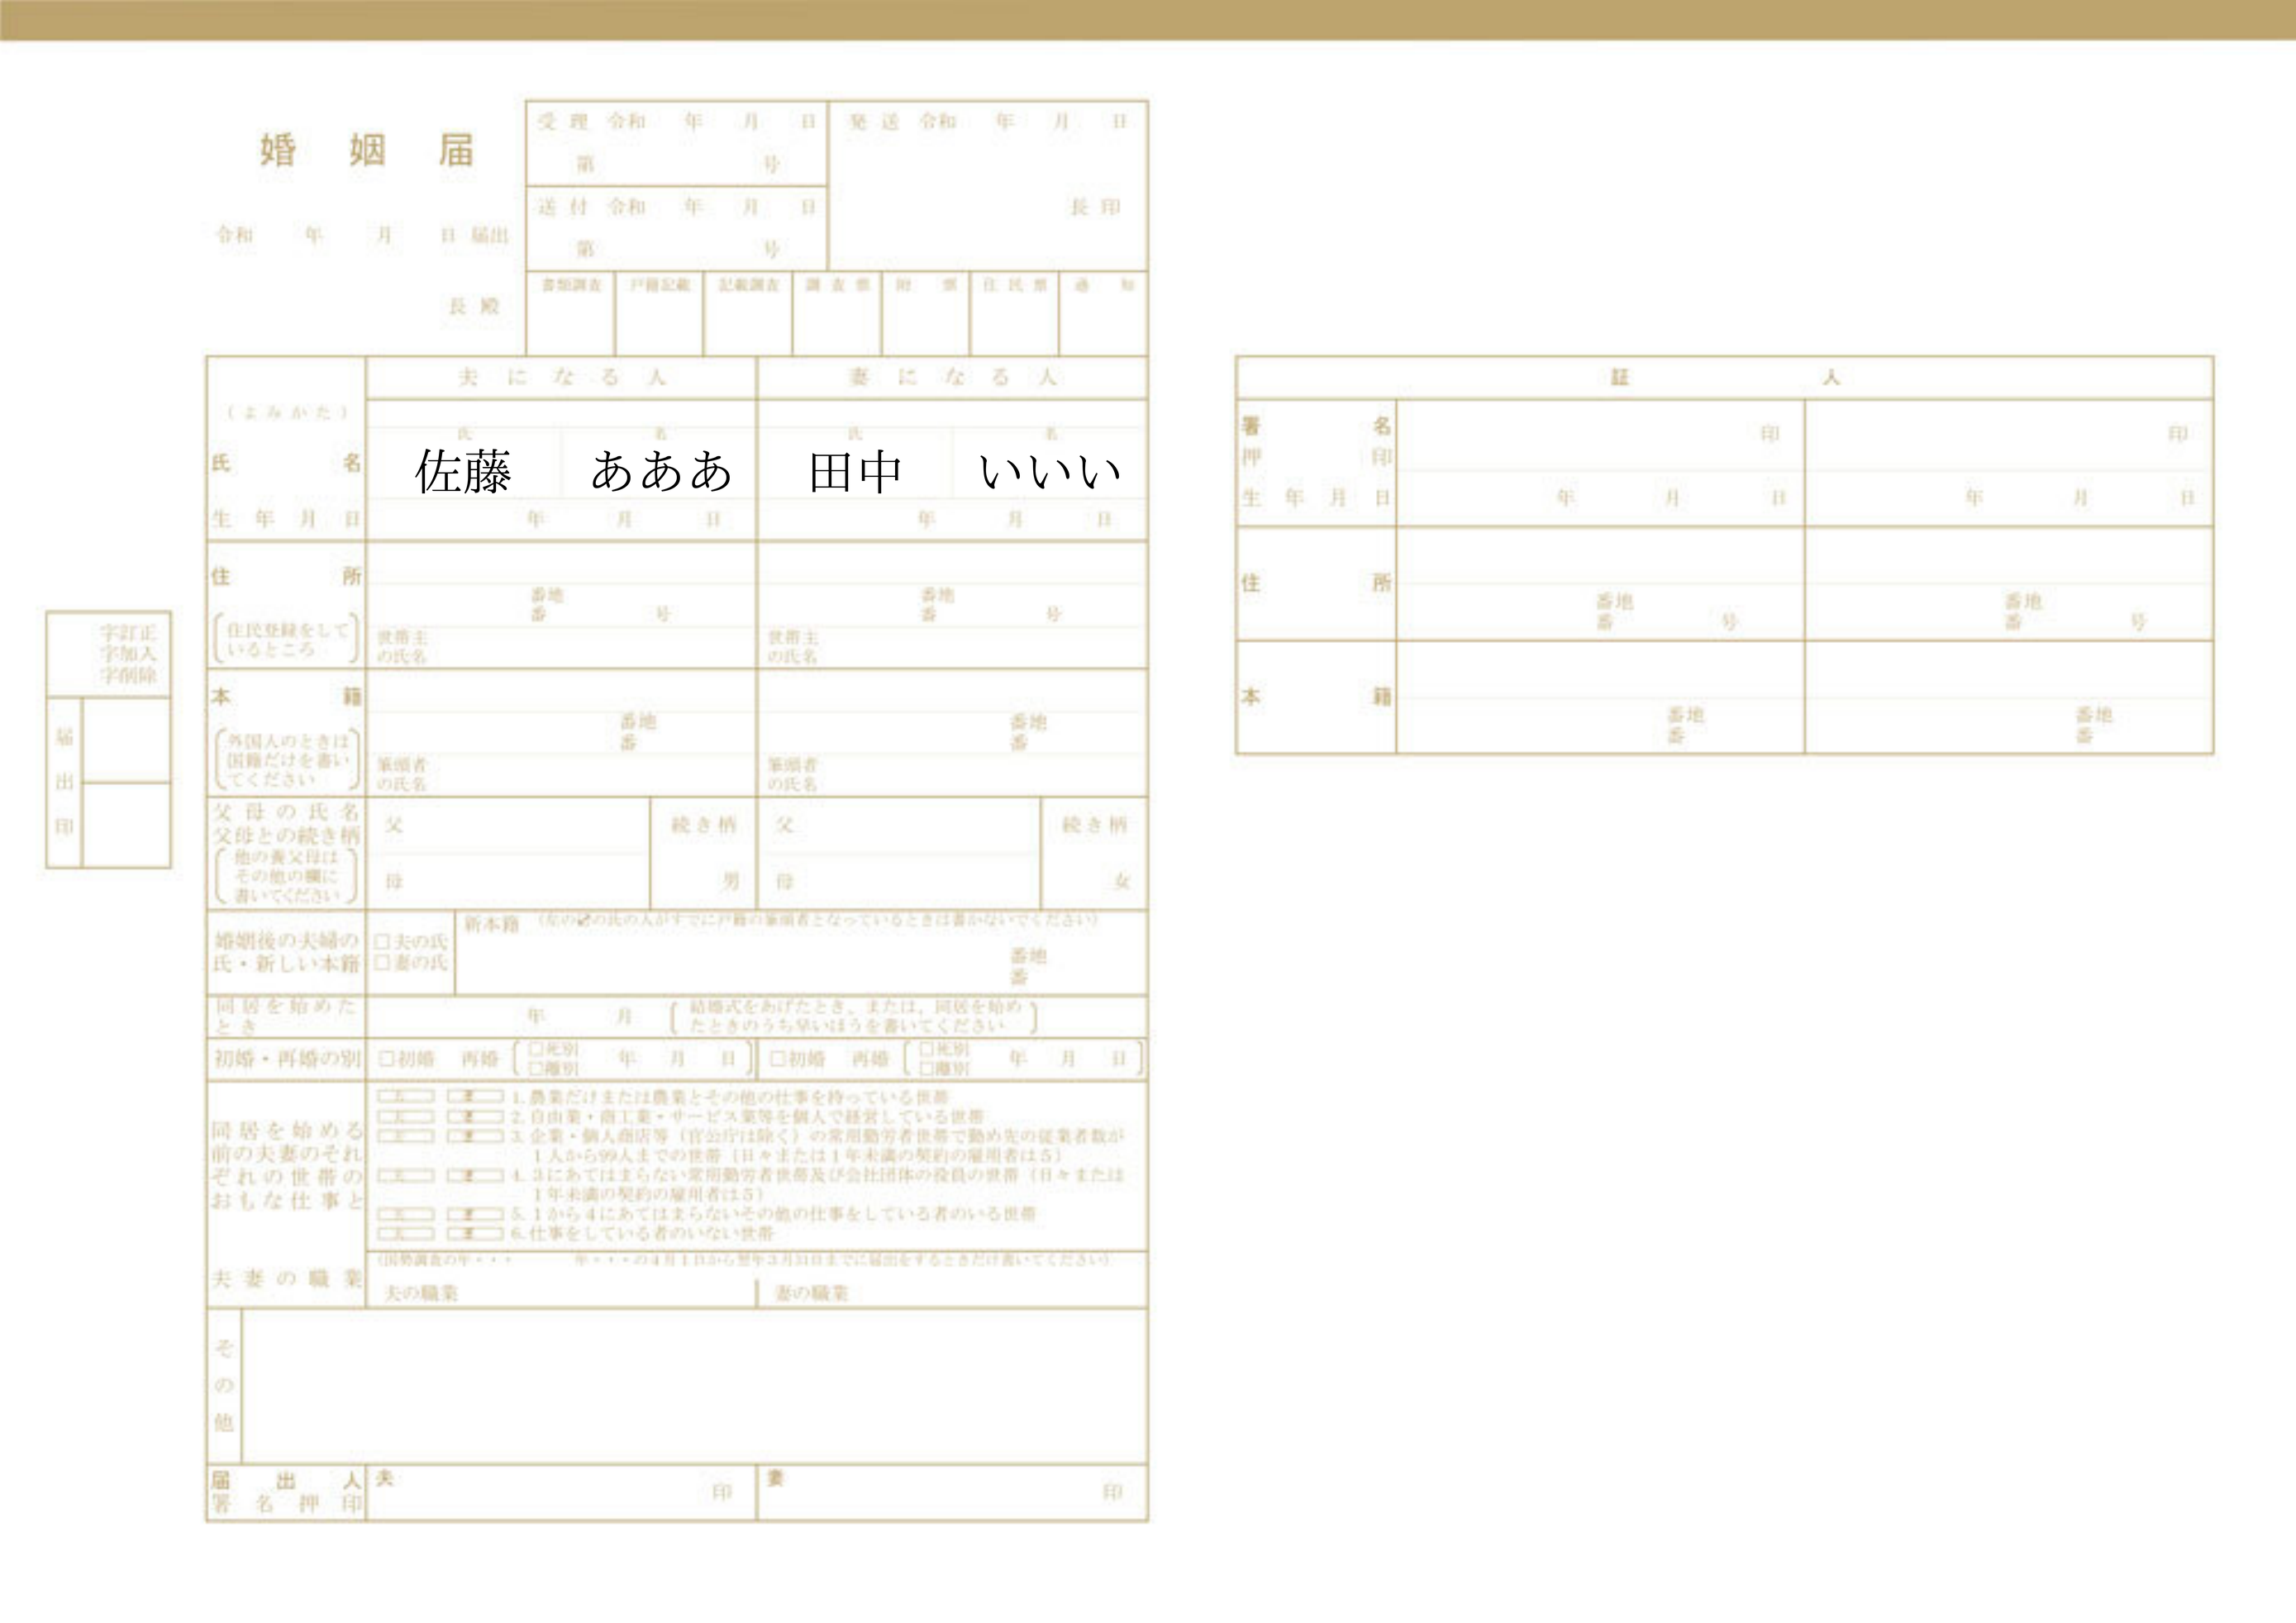 婚姻届
令和 年 月 日 届出
長 殿
受理 令和 年 月 日
第 号
送付 令和 年 月 日
第 号
発送 令和 年 月 日
長 印
書類調査 戸籍記載 記載調査 調査票 附票 住民票 通知
夫になる人 妻になる人
(よみかた)
氏 名 氏 名
氏名 佐藤 あああ 田中 いいい
生年月日 年 月 日 年 月 日
住所
番地 番地
番 号 番 号
(住民登録をしているところ)
世帯主の氏名 世帯主の氏名
本籍
番地 番地
番 番
(外国人のときは国籍だけを書いてください)
筆頭者の氏名 筆頭者の氏名
父母の氏名
父母との続き柄
(他の養父母はその他の欄に書いてください)
父 続き柄 父 続き柄
母 男 母 女
婚姻後の夫婦の氏・新しい本籍
□夫の氏
□妻の氏
新本籍 (左の☑の氏の人がすでに戸籍の筆頭者となっているときは書かないでください)
番地
番
同居を始めたとき
年 月 (結婚式をあげたとき、または、同居を始めたときのうち早いほうを書いてください)
初婚・再婚の別
□初婚 再婚 (□死別 □離別 年 月 日) □初婚 再婚 (□死別 □離別 年 月 日)
同居を始める前の夫妻のそれぞれの世帯のおもな仕事と
夫 妻 1. 農業だけまたは農業とその他の仕事を持っている世帯
夫 妻 2. 自由業・商工業・サービス業等を個人で経営している世帯
夫 妻 3. 企業・個人商店等(官公庁は除く)の常用勤労者世帯で勤め先の従業者数が
1人から99人までの世帯(日々または1年未満の契約の雇用者は5)
夫 妻 4. 3にあてはまらない常用勤労者世帯及び会社団体の役員の世帯(日々または
1年未満の契約の雇用者は5)
夫 妻 5. 1から4にあてはまらないその他の仕事をしている者のいる世帯
夫 妻 6. 仕事をしている者のいない世帯
夫妻の職業
(国勢調査の年・・・ 年・・・の4月1日から翌年3月31日までに届出をするときだけ書いてください)
夫の職業 妻の職業
その他
届出人
署名押印
夫 印 妻 印
字訂正
字加入
字削除
届出印
証人
署名
押印
印 印
生年月日 年 月 日 年 月 日
住所
番地 番地
番 号 番 号
本籍
番地 番地
番 番